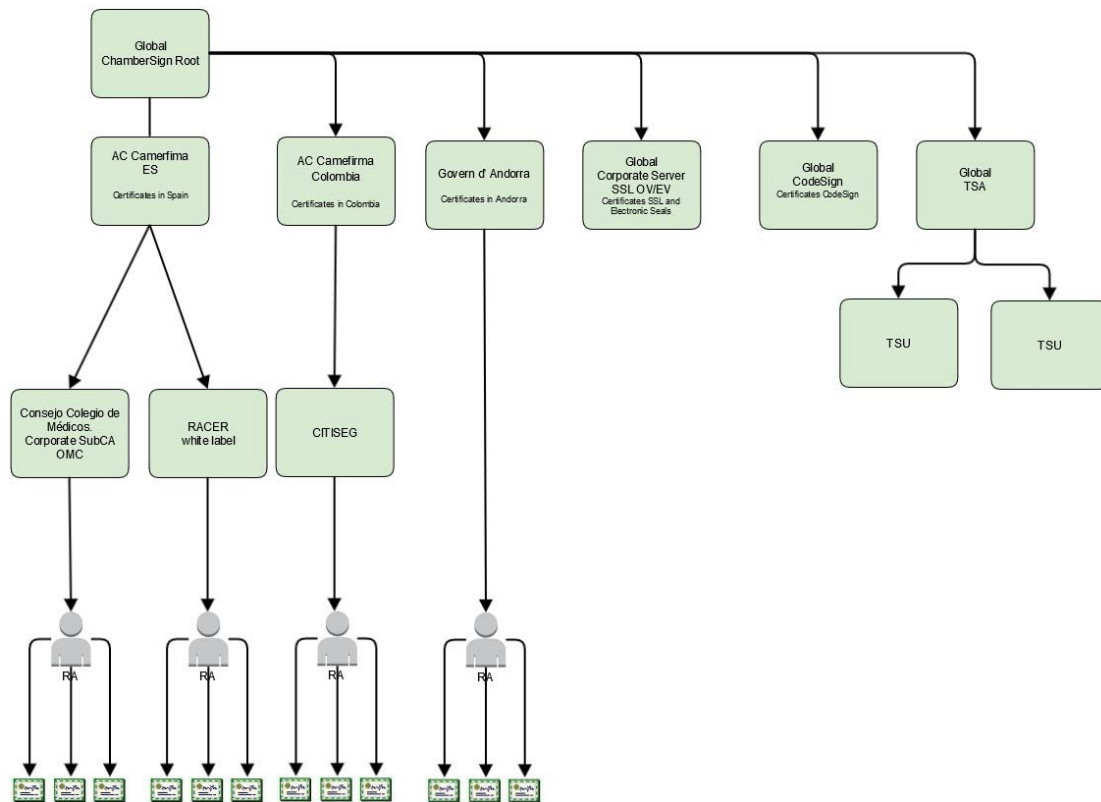 Global
ChamberSign Root
AC Camerfima
ES
Certificates in Spain
AC Camefirma
Colombia
Certificates in Colombia
Govern d' Andorra
Certificates in Andorra
Global
Corporate Server
SSL OV/EV
Certificates SSL and
Electronic Seals
Global
CodeSign
Certificates CodeSign
Global
TSA
TSU
TSU
Consejo Colegio de
Médicos.
Corporate SubCA
OMC
RACER
white label
CITISEG
RA
RA
RA
RA